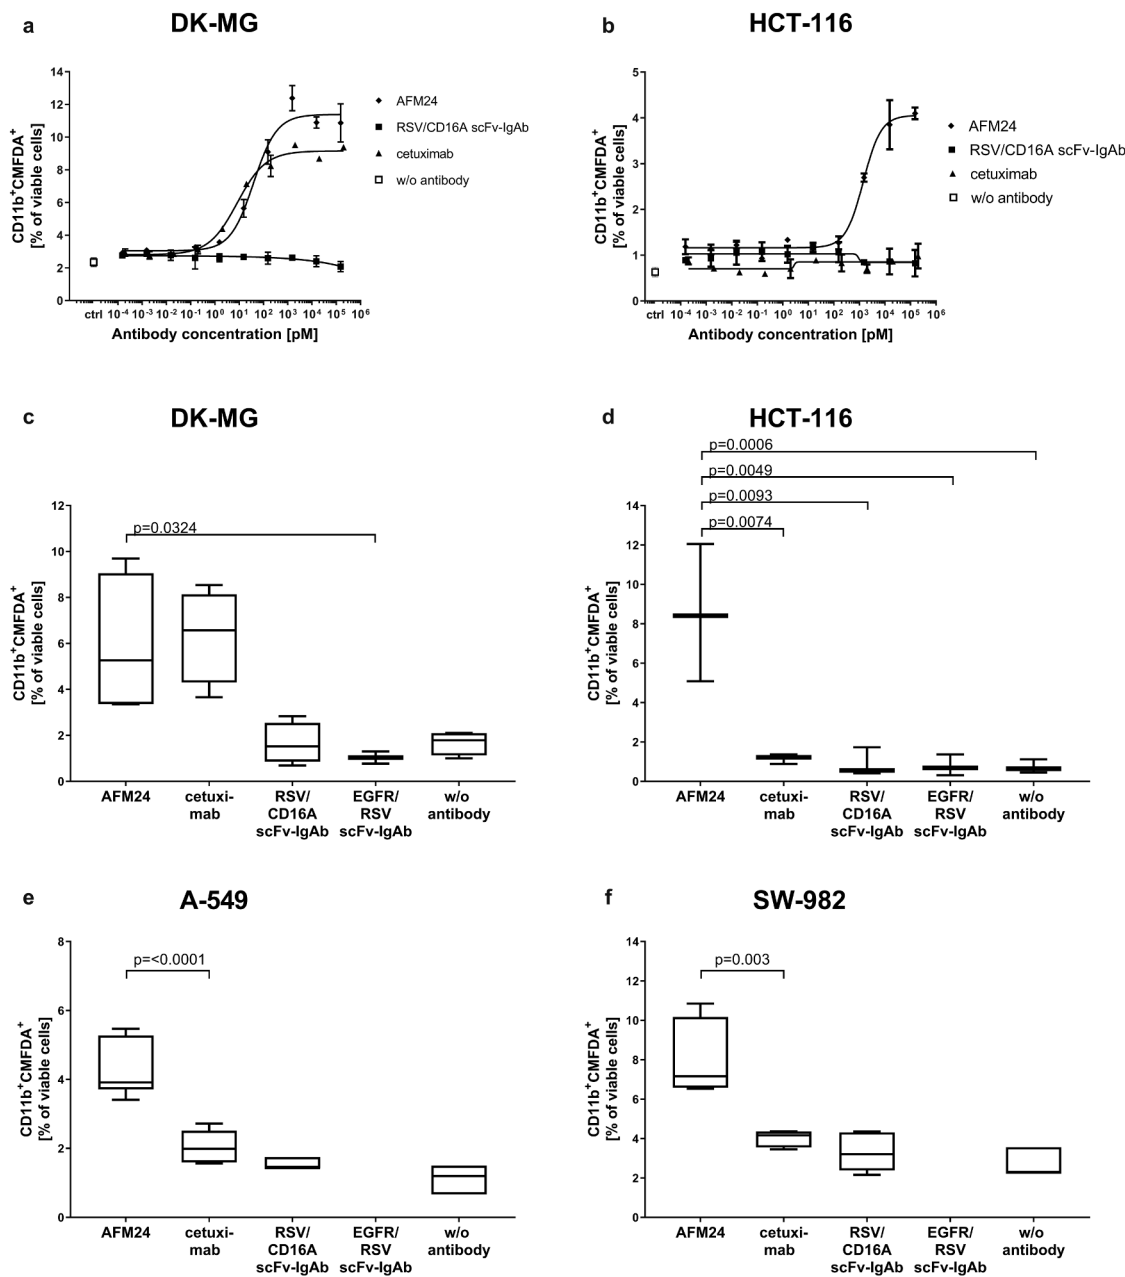 a
DK-MG
CD11b+CMFDA+
[% of viable cells]
14
12
10
8
6
4
2
0
ctrl 10-4 10-3 10-2 10-1 100 101 102 103 104 105 106
Antibody concentration [pM]
AFM24
RSV/CD16A scFv-IgAb
cetuximab
w/o antibody
b
HCT-116
CD11b+CMFDA+
[% of viable cells]
5
4
3
2
1
0
ctrl 10-4 10-3 10-2 10-1 100 101 102 103 104 105 106
Antibody concentration [pM]
AFM24
RSV/CD16A scFv-IgAb
cetuximab
w/o antibody
c
DK-MG
CD11b+CMFDA+
[% of viable cells]
12
10
8
6
4
2
0
p=0.0324
AFM24
cetuxi-
mab
RSV/
CD16A
scFv-IgAb
EGFR/
RSV
scFv-IgAb
w/o
antibody
d
HCT-116
p=0.0006
p=0.0049
p=0.0093
p=0.0074
CD11b+CMFDA+
[% of viable cells]
14
12
10
8
6
4
2
0
AFM24
cetuxi-
mab
RSV/
CD16A
scFv-IgAb
EGFR/
RSV
scFv-IgAb
w/o
antibody
e
A-549
CD11b+CMFDA+
[% of viable cells]
8
6
4
2
0
p=<0.0001
AFM24
cetuxi-
mab
RSV/
CD16A
scFv-IgAb
EGFR/
RSV
scFv-IgAb
w/o
antibody
f
SW-982
CD11b+CMFDA+
[% of viable cells]
14
12
10
8
6
4
2
0
p=0.003
AFM24
cetuxi-
mab
RSV/
CD16A
scFv-IgAb
EGFR/
RSV
scFv-IgAb
w/o
antibody